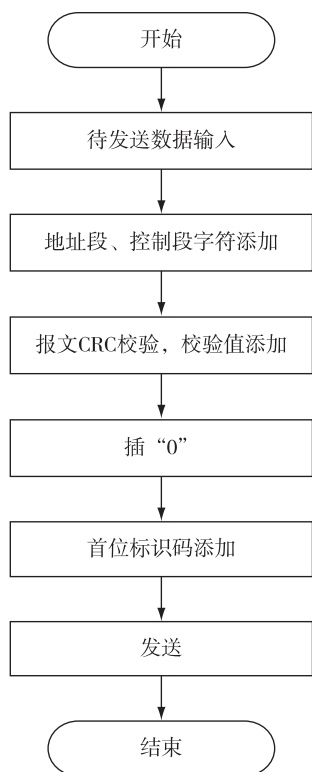 开始
待发送数据输入
地址段、控制段字符添加
报文CRC校验，校验值添加
插“0”
首位标识码添加
发送
结束